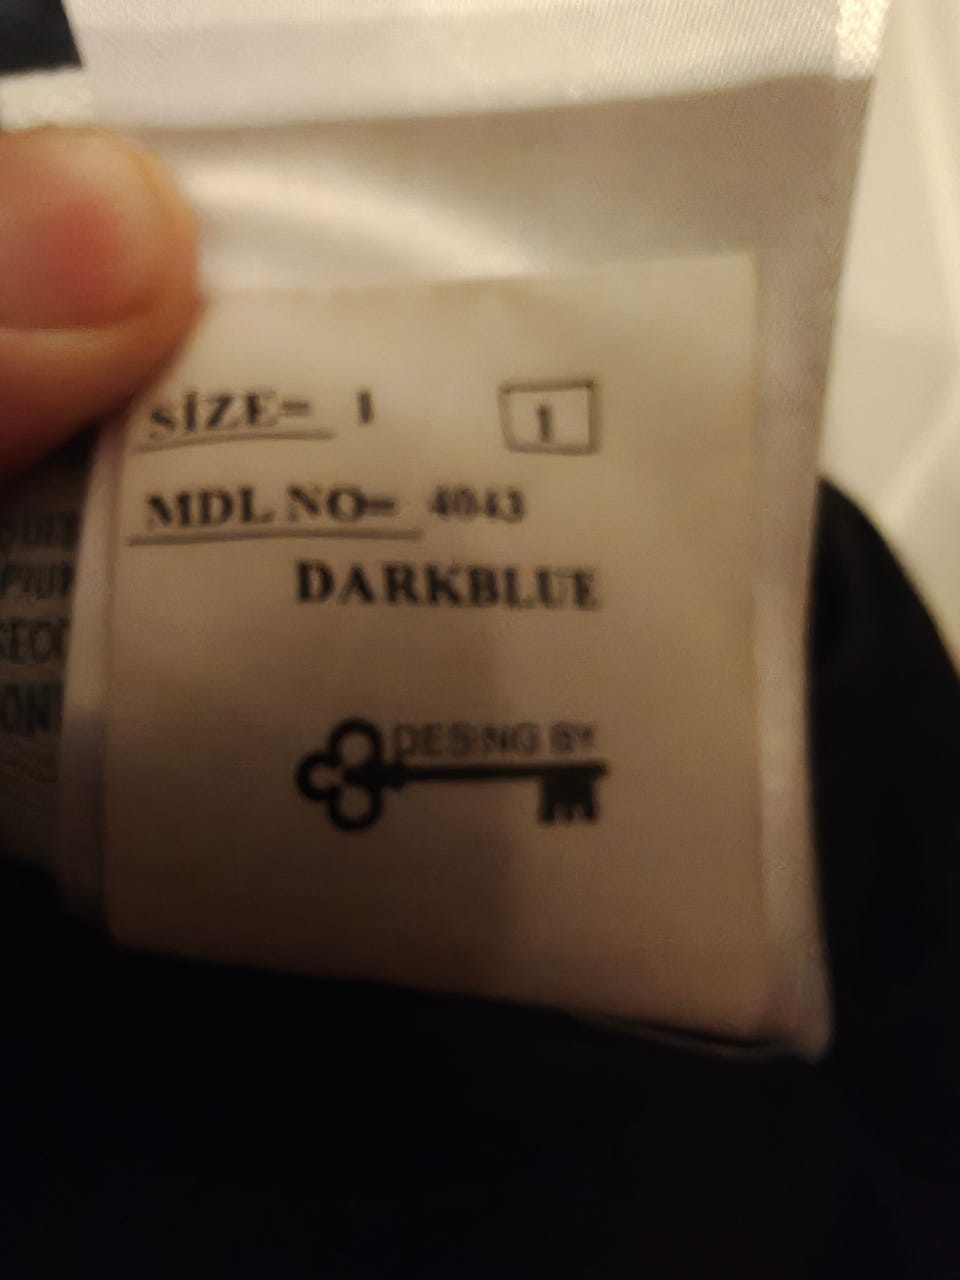 SİZE= 1 1
MDL NO= 4043
DARKBLUE
DESING BY